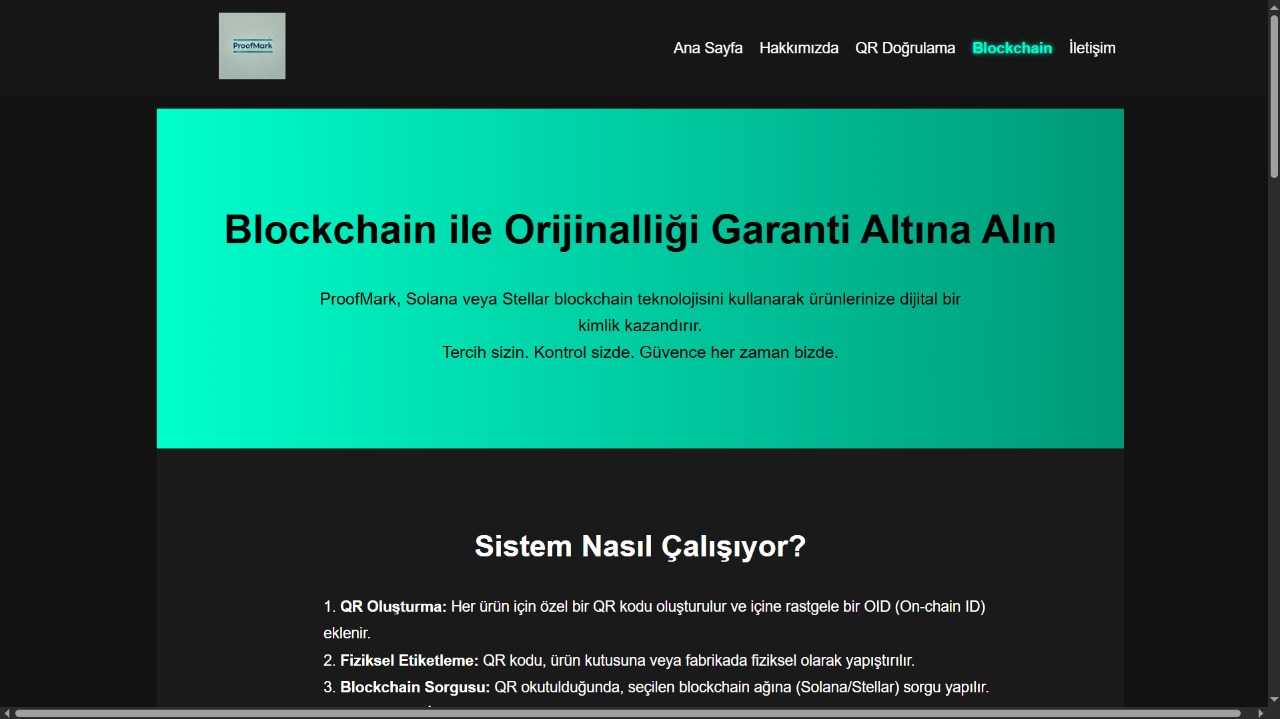 ProofMark
Ana Sayfa Hakkımızda QR Doğrulama Blockchain İletişim
Blockchain ile Orijinalliği Garanti Altına Alın
ProofMark, Solana veya Stellar blockchain teknolojisini kullanarak ürünlerinize dijital bir
kimlik kazandırır.
Tercih sizin. Kontrol sizde. Güvence her zaman bizde.
Sistem Nasıl Çalışıyor?
1. QR Oluşturma: Her ürün için özel bir QR kodu oluşturulur ve içine rastgele bir OID (On-chain ID)
eklenir.
2. Fiziksel Etiketleme: QR kodu, ürün kutusuna veya fabrikada fiziksel olarak yapıştırılır.
3. Blockchain Sorgusu: QR okutulduğunda, seçilen blockchain ağına (Solana/Stellar) sorgu yapılır.